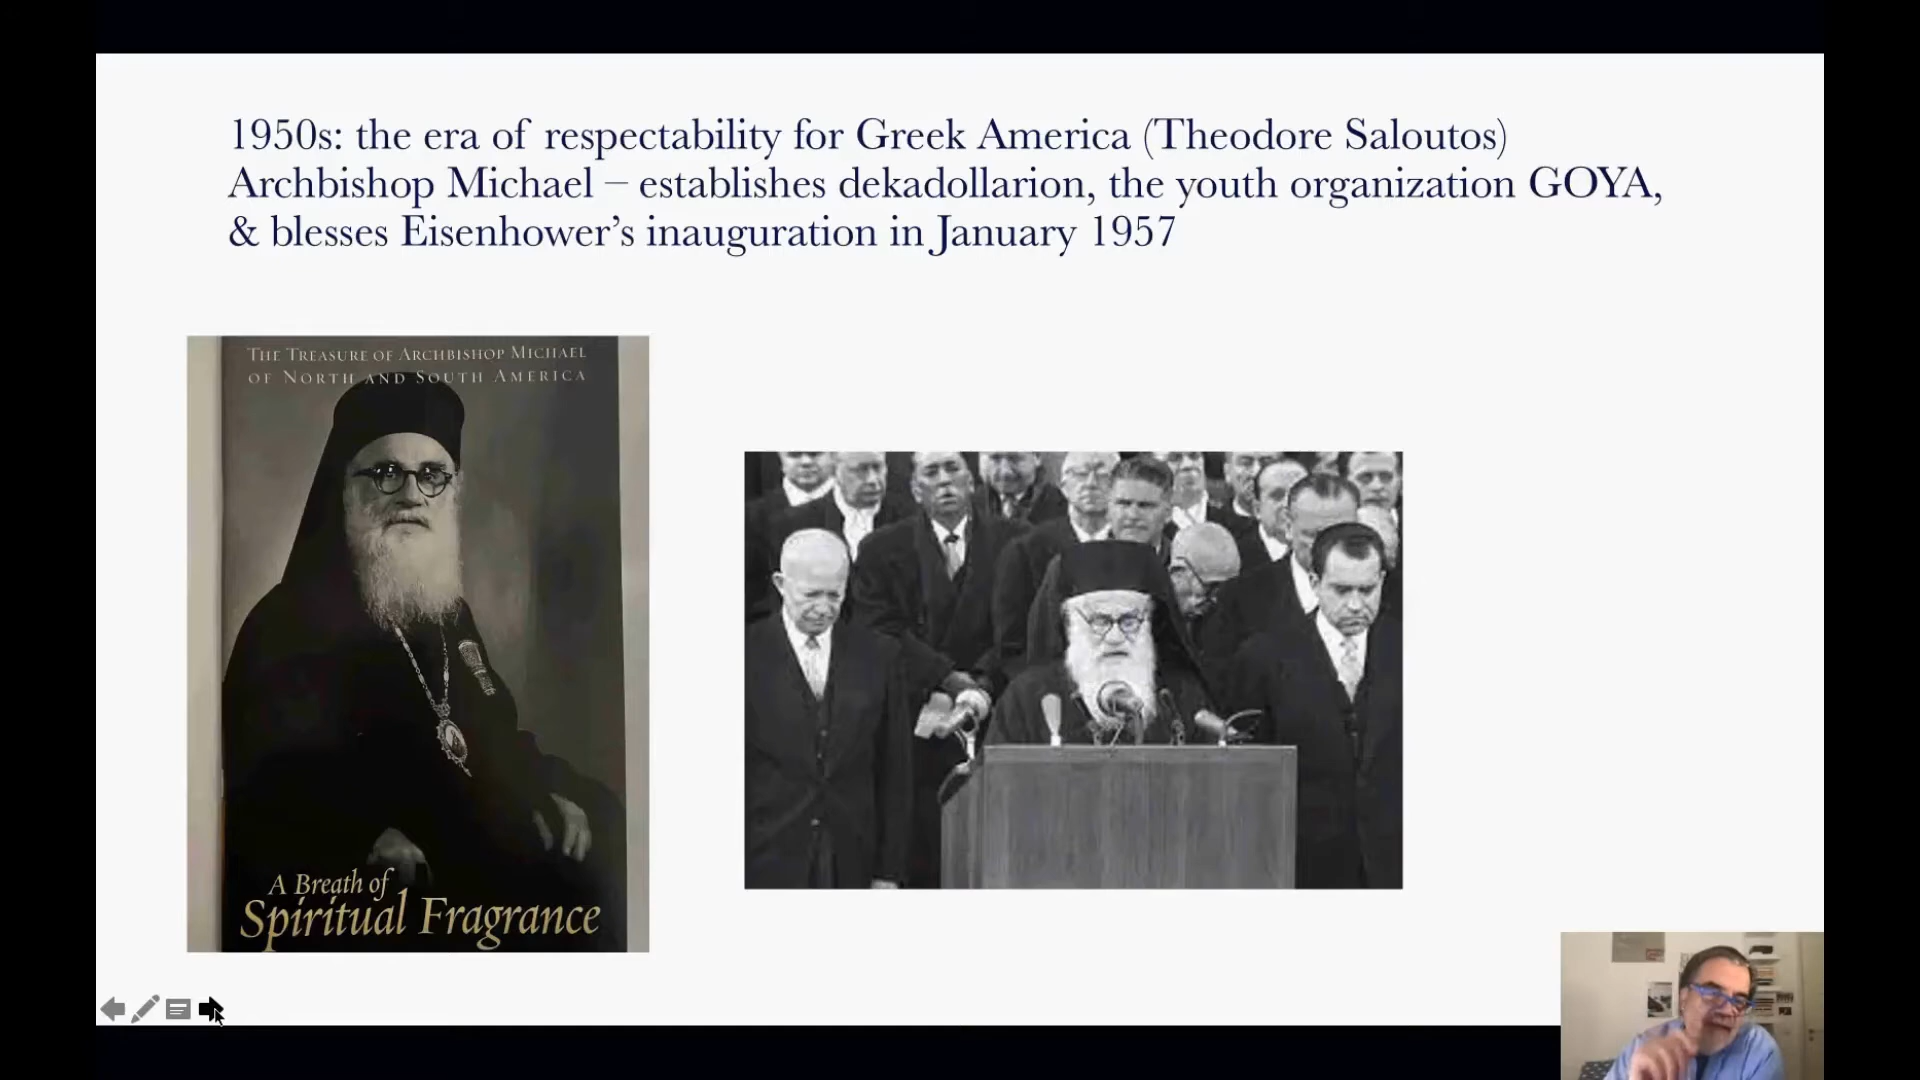 1950s: the era of respectability for Greek America (Theodore Saloutos)
Archbishop Michael – establishes dekadollarion, the youth organization GOYA,
& blesses Eisenhower’s inauguration in January 1957
THE TREASURE OF ARCHBISHOP MICHAEL
OF NORTH AND SOUTH AMERICA
A Breath of
Spiritual Fragrance